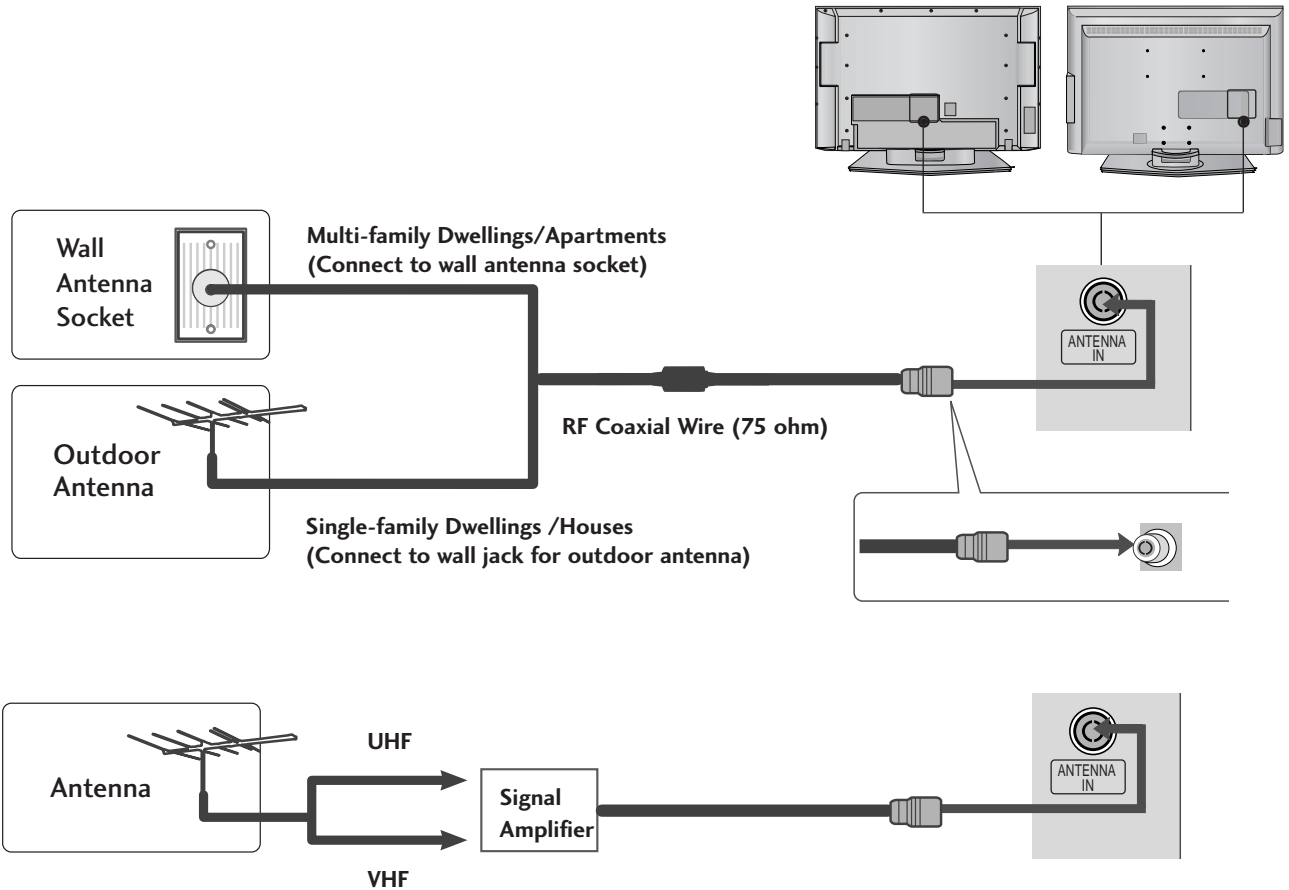 Wall
Antenna
Socket
Multi-family Dwellings/Apartments
(Connect to wall antenna socket)
ANTENNA
IN
RF Coaxial Wire (75 ohm)
Outdoor
Antenna
Single-family Dwellings /Houses
(Connect to wall jack for outdoor antenna)
Antenna
UHF
VHF
Signal
Amplifier
ANTENNA
IN